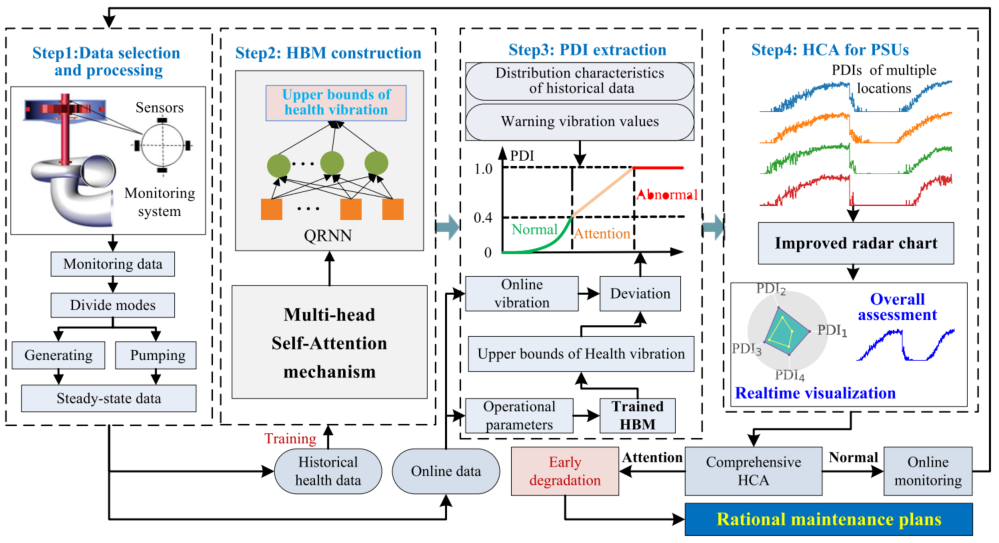 Step1:Data selection
and processing
Sensors
Monitoring
system
Monitoring data
Divide modes
Generating
Pumping
Steady-state data
Step2: HBM construction
Upper bounds of
health vibration
QRNN
Multi-head
Self-Attention
mechanism
Training
Historical
health data
Online data
Step3: PDI extraction
Distribution characteristics
of historical data
Warning vibration values
PDI
1.0
0.4
0
Normal
Attention
Abnormal
Online
vibration
Deviation
Upper bounds of Health vibration
Operational
parameters
Trained
HBM
Step4: HCA for PSUs
PDIs of multiple
locations
Improved radar chart
PDI2
PDI1
PDI3
PDI4
Overall
assessment
Realtime visualization
Early
degradation
Attention
Comprehensive
HCA
Normal
Online
monitoring
Rational maintenance plans